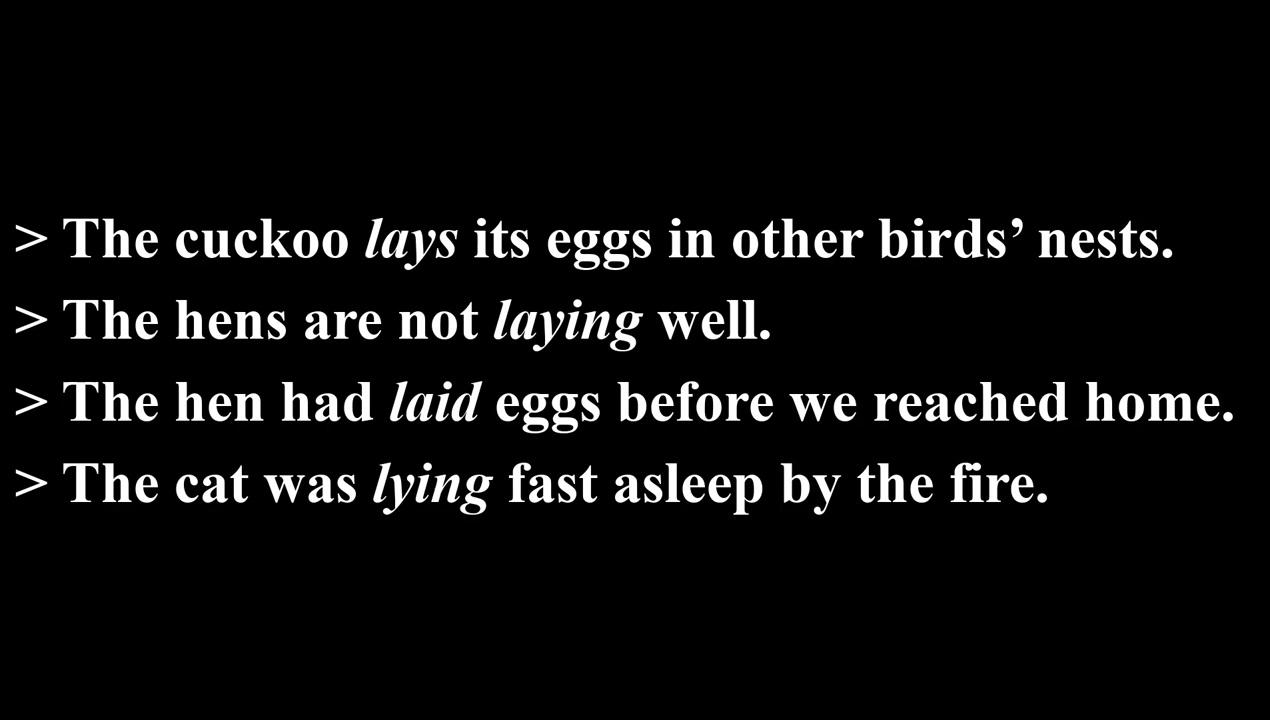 > The cuckoo lays its eggs in other birds’ nests.
> The hens are not laying well.
> The hen had laid eggs before we reached home.
> The cat was lying fast asleep by the fire.